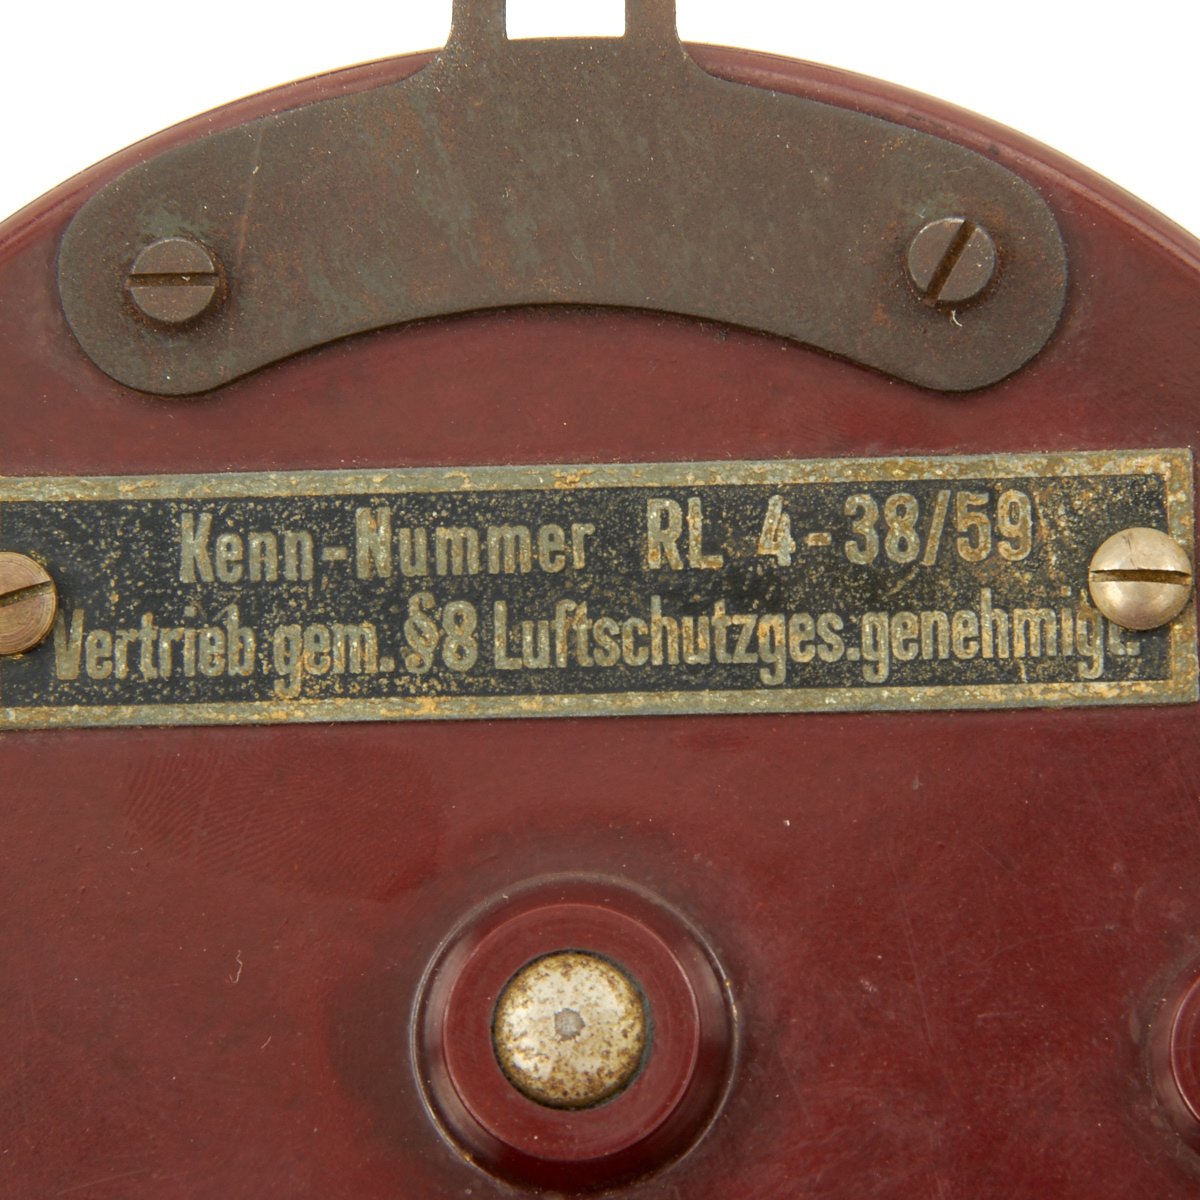 Kenn-Nummer RL 4-38/59
Vertrieb gem. §8 Luftschutzges. genehmigt.